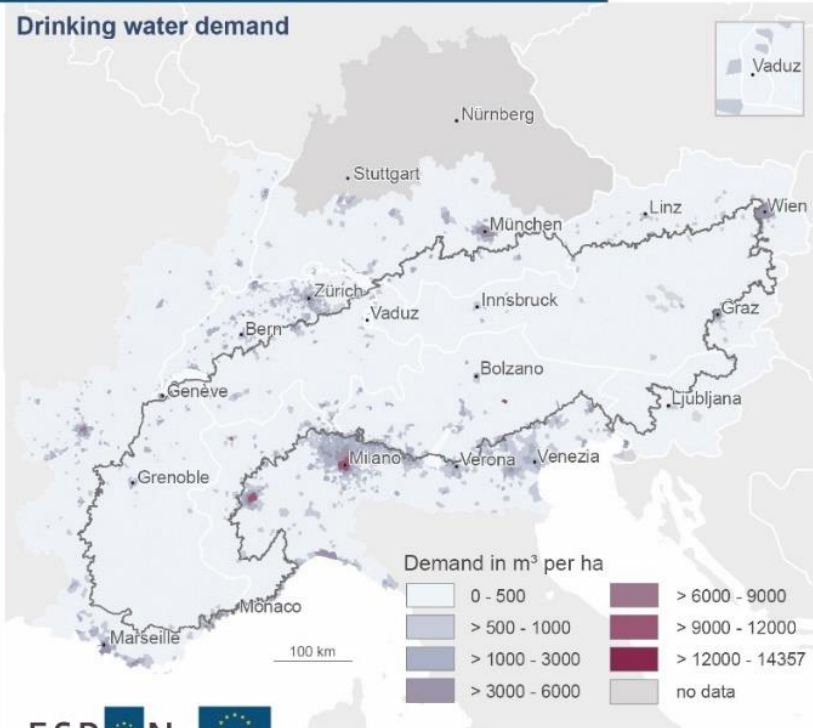 Drinking water demand
Vaduz
Nürnberg
Stuttgart
Linz
Wien
München
Zürich
Vaduz
Innsbruck
Graz
Bern
Bolzano
Genève
Ljubljana
Milano
Verona
Venezia
Grenoble
Monaco
Marseille
100 km
Demand in m³ per ha
0 - 500
> 500 - 1000
> 1000 - 3000
> 3000 - 6000
> 6000 - 9000
> 9000 - 12000
> 12000 - 14357
no data